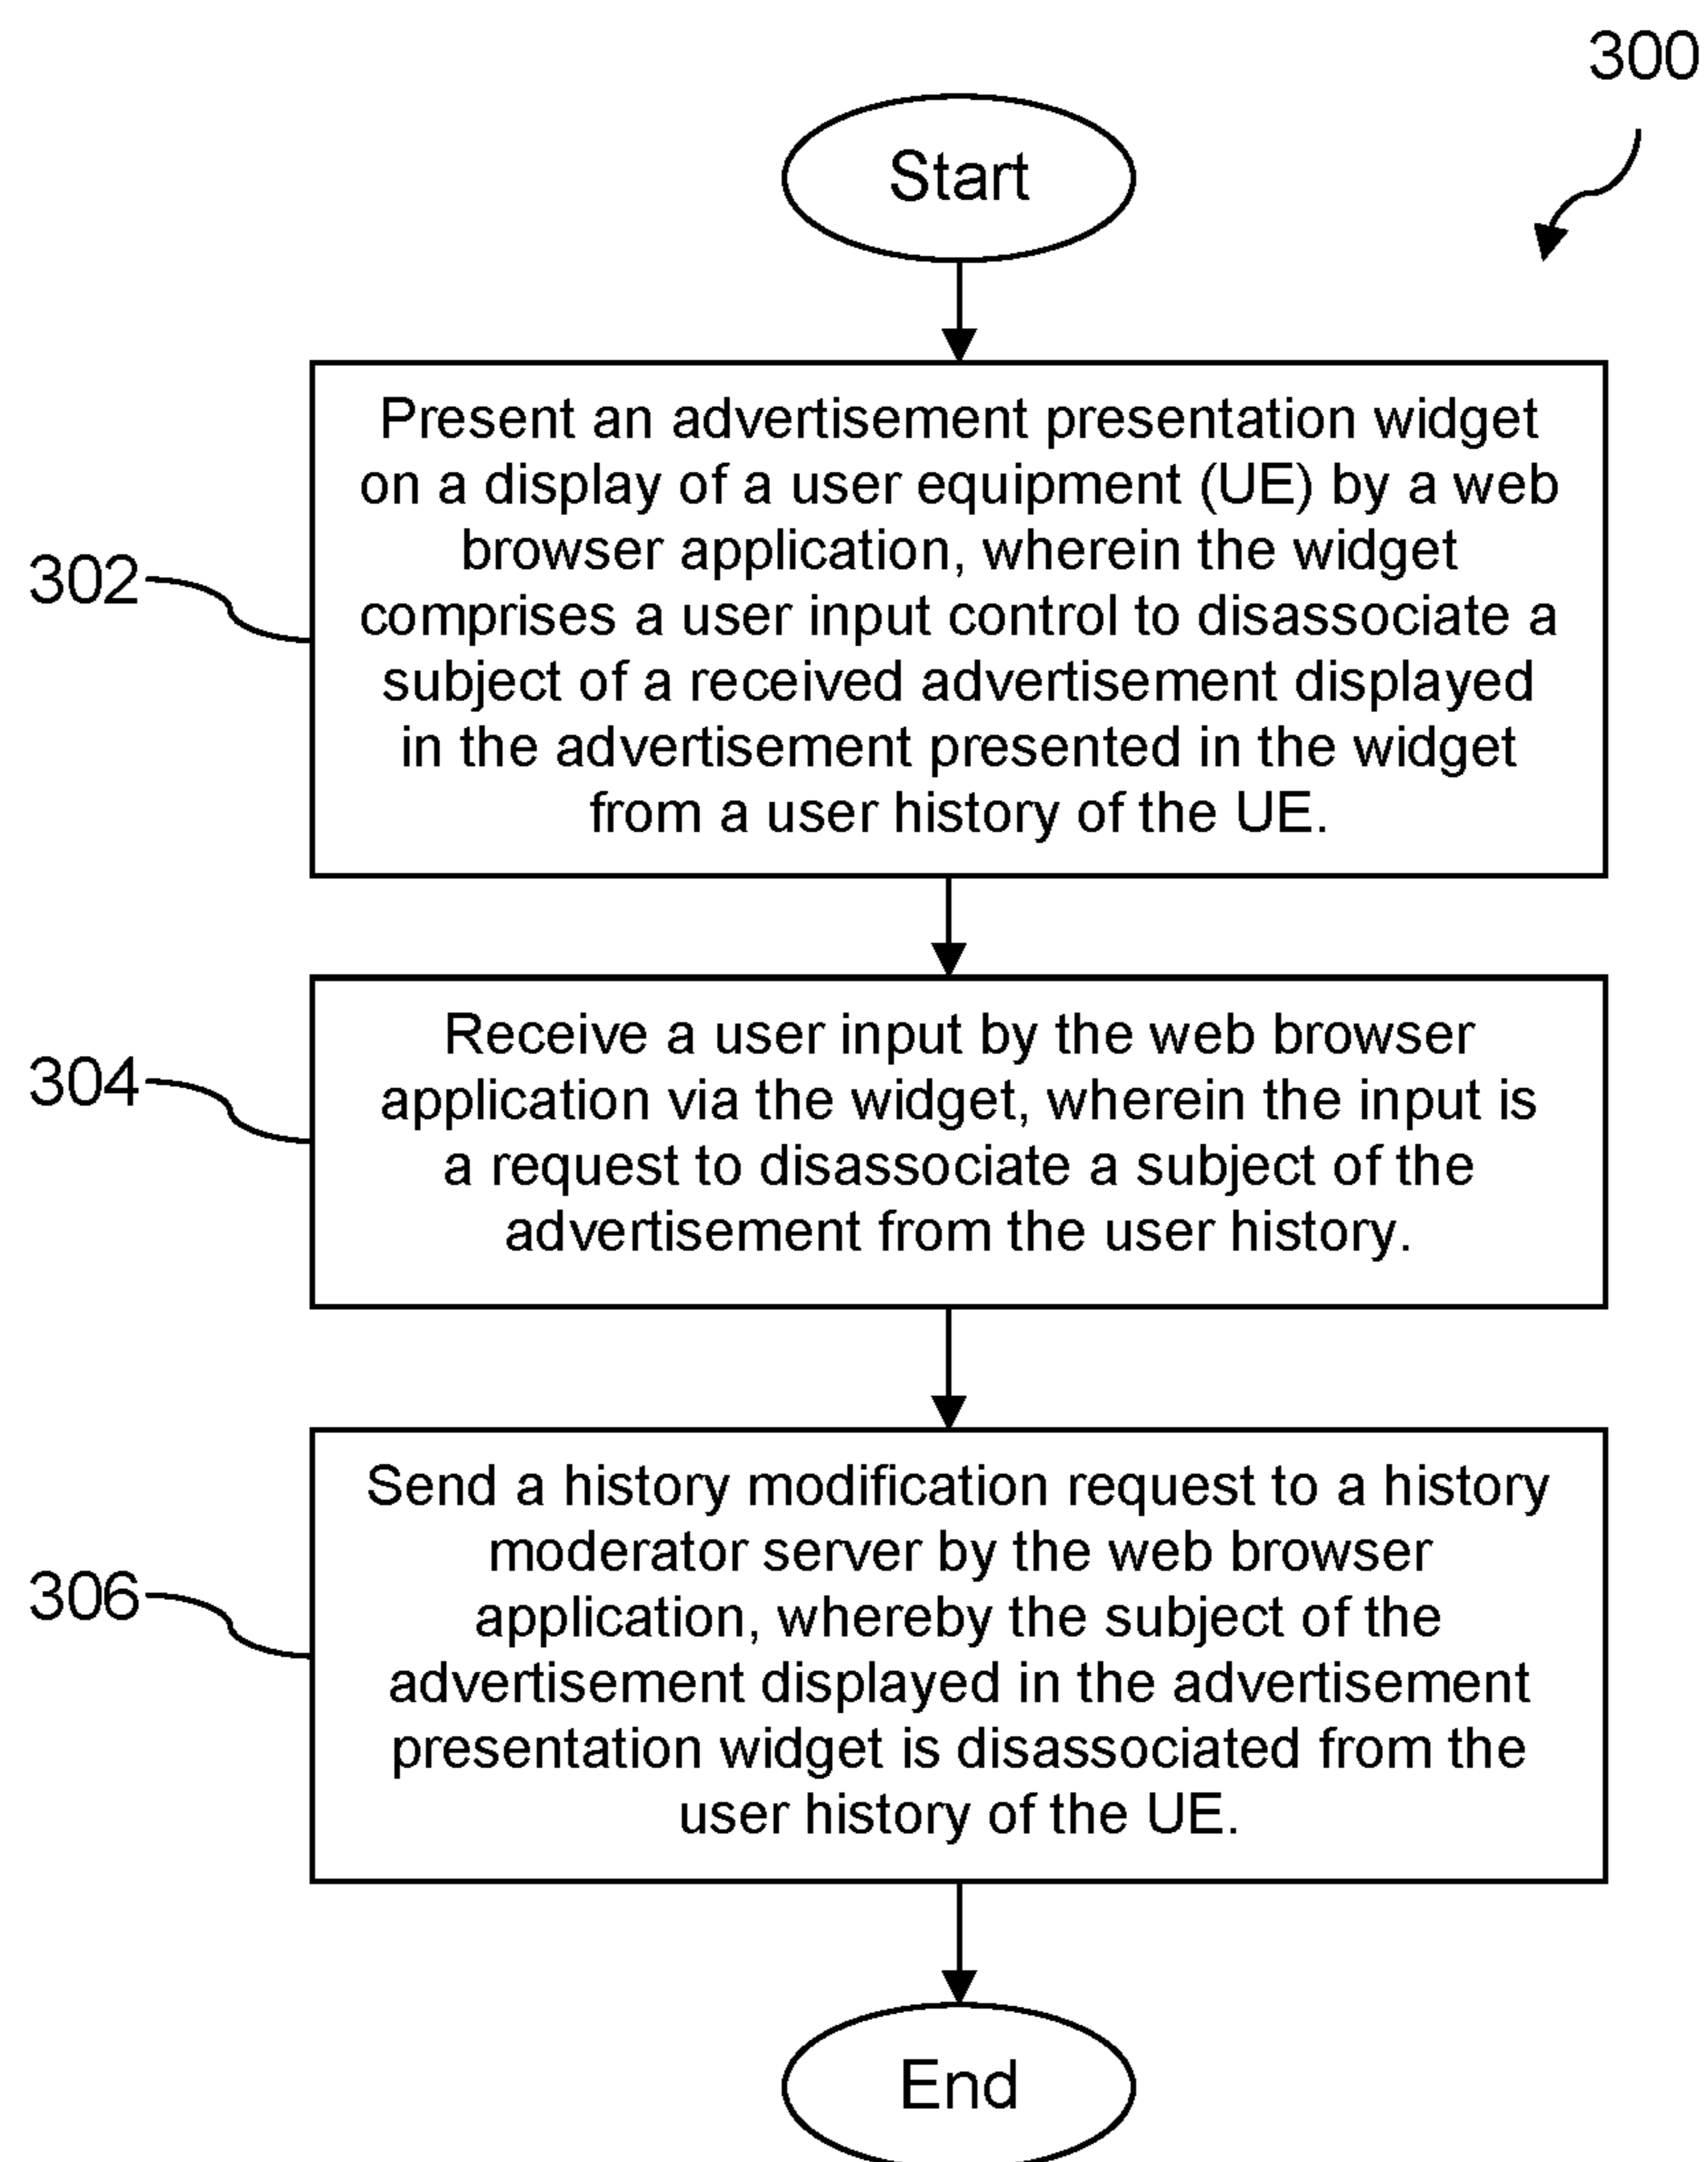 300
Start
Present an advertisement presentation widget
on a display of a user equipment (UE) by a web
browser application, wherein the widget
comprises a user input control to disassociate a
subject of a received advertisement displayed
in the advertisement presented in the widget
from a user history of the UE.
302
Receive a user input by the web browser
application via the widget, wherein the input is
a request to disassociate a subject of the
advertisement from the user history.
304
Send a history modification request to a history
moderator server by the web browser
application, whereby the subject of the
advertisement displayed in the advertisement
presentation widget is disassociated from the
user history of the UE.
306
End